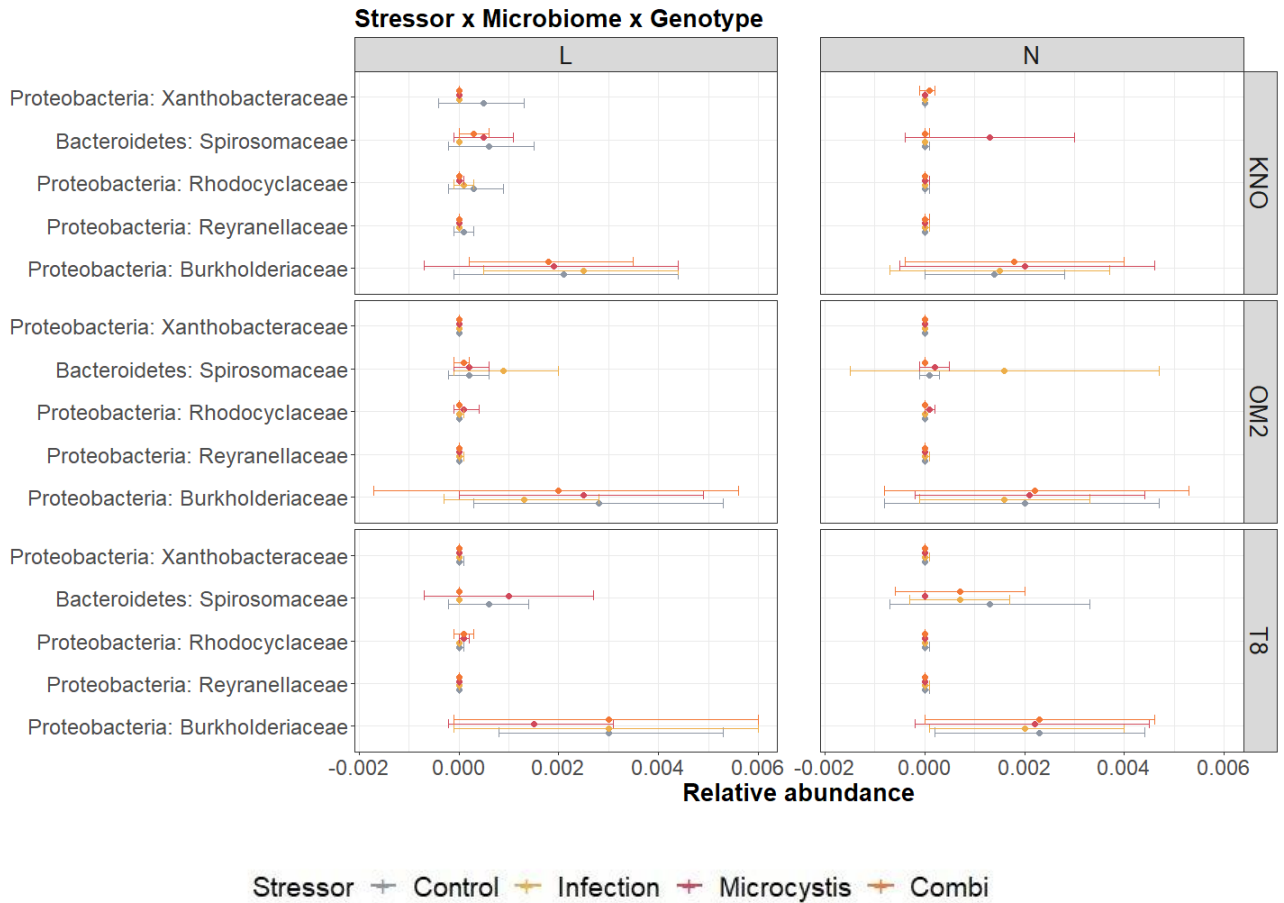 Stressor x Microbiome x Genotype
L
N
Proteobacteria: Xanthobacteraceae
Bacteroidetes: Spirosomaceae
Proteobacteria: Rhodocyclaceae
Proteobacteria: Reyranellaceae
Proteobacteria: Burkholderiaceae
KNO
Proteobacteria: Xanthobacteraceae
Bacteroidetes: Spirosomaceae
Proteobacteria: Rhodocyclaceae
Proteobacteria: Reyranellaceae
Proteobacteria: Burkholderiaceae
OM2
Proteobacteria: Xanthobacteraceae
Bacteroidetes: Spirosomaceae
Proteobacteria: Rhodocyclaceae
Proteobacteria: Reyranellaceae
Proteobacteria: Burkholderiaceae
T8
-0.002 0.000 0.002 0.004 0.006 -0.002 0.000 0.002 0.004 0.006
Relative abundance
Stressor Control Infection Microcystis Combi